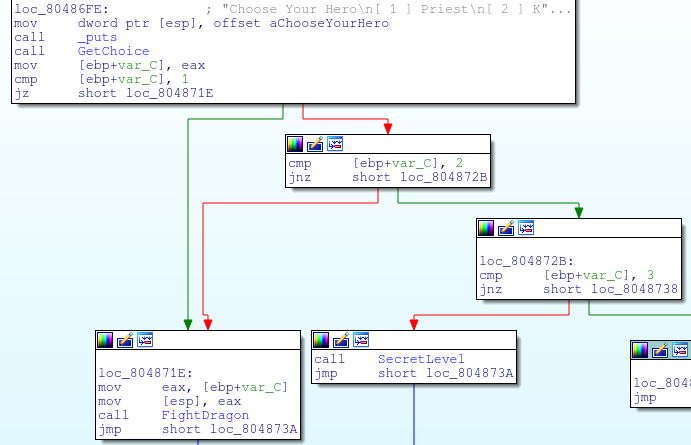 loc_80486FE: ; "Choose Your Hero\n[ 1 ] Priest\n[ 2 ] K"...
mov dword ptr [esp], offset aChooseYourHero
call _puts
call GetChoice
mov [ebp+var_C], eax
cmp [ebp+var_C], 1
jz short loc_804871E
cmp [ebp+var_C], 2
jnz short loc_804872B
loc_804872B:
cmp [ebp+var_C], 3
jnz short loc_8048738
loc_804871E:
mov eax, [ebp+var_C]
mov [esp], eax
call FightDragon
jmp short loc_804873A
call SecretLevel
jmp short loc_804873A
loc_804
jmp